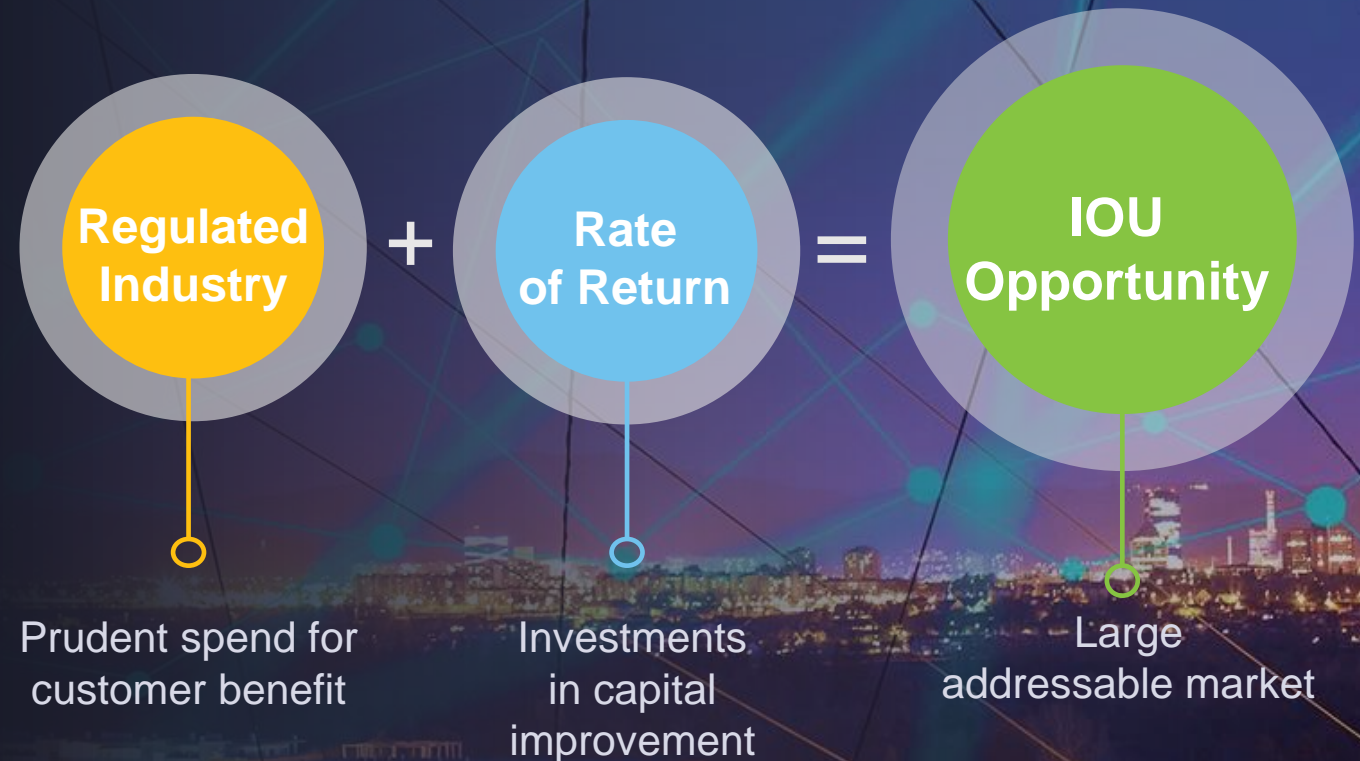 Regulated
Industry
+
Rate
of Return
=
IOU
Opportunity
Prudent spend for
customer benefit
Investments
in capital
improvement
Large
addressable market